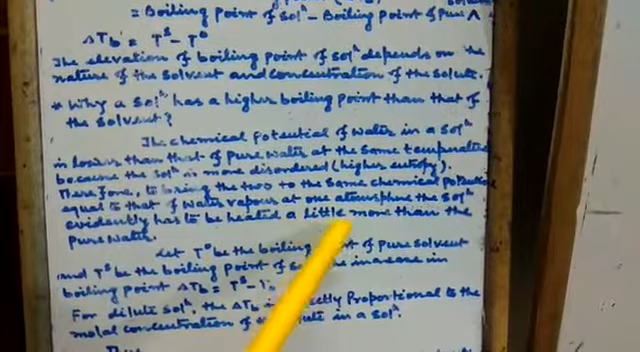 = Boiling point of Solⁿ - Boiling point of Pure A
ΔTb = Tˢ - T⁰
The elevation of boiling point of Solⁿ depends on the
nature of the Solvent and concentration of the Solute.
* Why a Solⁿ has a higher boiling point than that of
the Solvent?
The chemical potential of water in a Solⁿ
is lower than that of Pure water at the Same temperature
because the Solⁿ is more disordered (higher entropy).
Therefore, to bring the two to the Same chemical potential
equal to that of water vapour at one atmosphere the Solⁿ
evidently has to be heated a little more than the
Pure water.
Let T⁰ be the boiling of pure Solvent
and Tˢ be the boiling point of increase in
boiling point ΔTb = Tˢ -
For dilute Solⁿ, the ΔTb Proportional to the
molal concentration of in a Solⁿ.